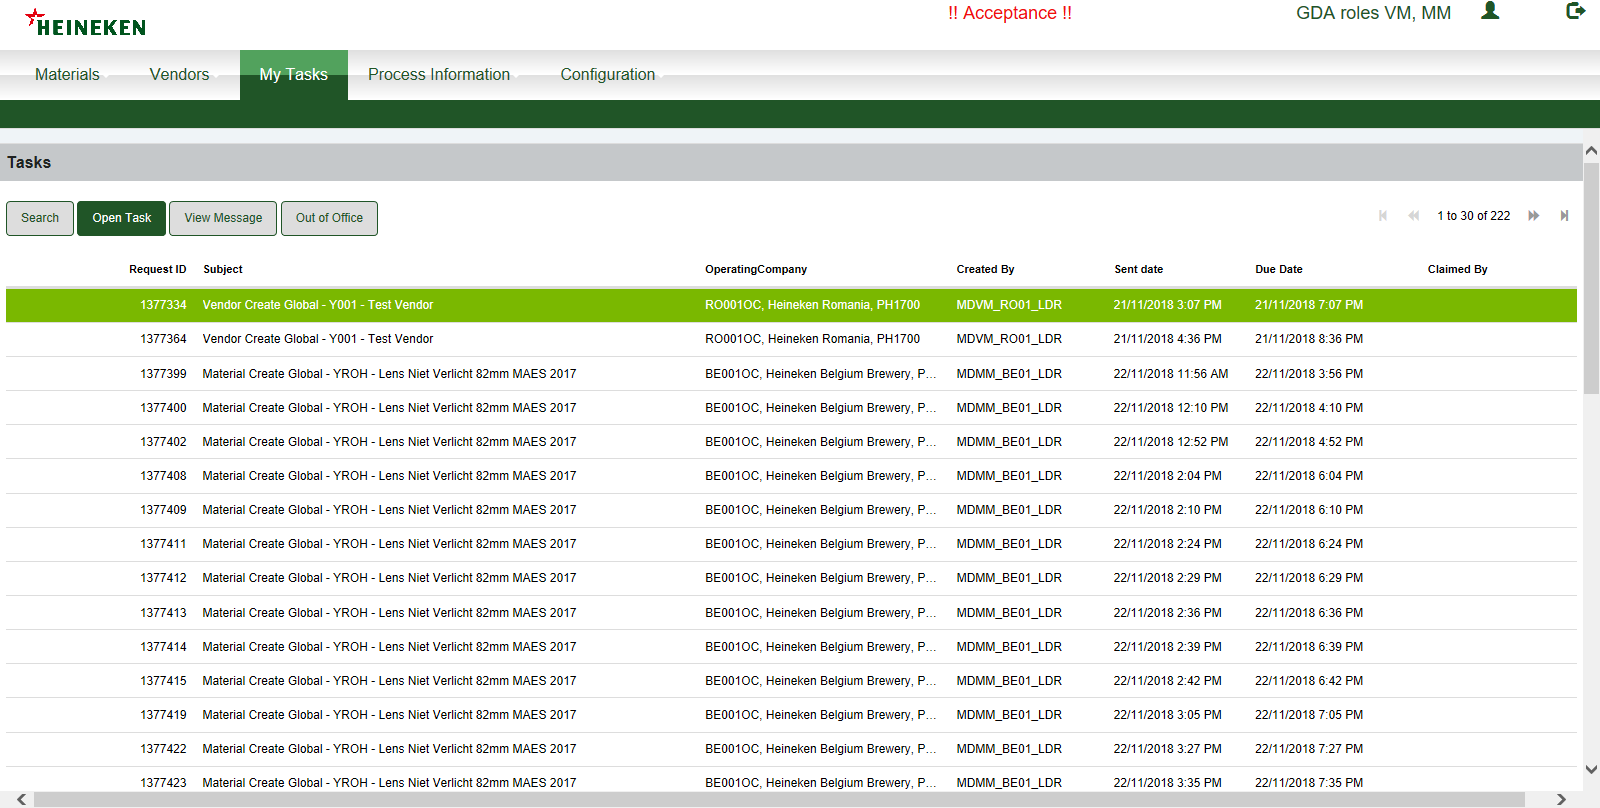 HEINEKEN
!! Acceptance !!
GDA roles VM, MM
Materials Vendors My Tasks Process Information Configuration
Tasks
Search Open Task View Message Out of Office 1 to 30 of 222
Request ID Subject OperatingCompany Created By Sent date Due Date Claimed By
1377334 Vendor Create Global - Y001 - Test Vendor RO001OC, Heineken Romania, PH1700 MDVM_RO01_LDR 21/11/2018 3:07 PM 21/11/2018 7:07 PM
1377364 Vendor Create Global - Y001 - Test Vendor RO001OC, Heineken Romania, PH1700 MDVM_RO01_LDR 21/11/2018 4:36 PM 21/11/2018 8:36 PM
1377399 Material Create Global - YROH - Lens Niet Verlicht 82mm MAES 2017 BE001OC, Heineken Belgium Brewery, P... MDMM_BE01_LDR 22/11/2018 11:56 AM 22/11/2018 3:56 PM
1377400 Material Create Global - YROH - Lens Niet Verlicht 82mm MAES 2017 BE001OC, Heineken Belgium Brewery, P... MDMM_BE01_LDR 22/11/2018 12:10 PM 22/11/2018 4:10 PM
1377402 Material Create Global - YROH - Lens Niet Verlicht 82mm MAES 2017 BE001OC, Heineken Belgium Brewery, P... MDMM_BE01_LDR 22/11/2018 12:52 PM 22/11/2018 4:52 PM
1377408 Material Create Global - YROH - Lens Niet Verlicht 82mm MAES 2017 BE001OC, Heineken Belgium Brewery, P... MDMM_BE01_LDR 22/11/2018 2:04 PM 22/11/2018 6:04 PM
1377409 Material Create Global - YROH - Lens Niet Verlicht 82mm MAES 2017 BE001OC, Heineken Belgium Brewery, P... MDMM_BE01_LDR 22/11/2018 2:10 PM 22/11/2018 6:10 PM
1377411 Material Create Global - YROH - Lens Niet Verlicht 82mm MAES 2017 BE001OC, Heineken Belgium Brewery, P... MDMM_BE01_LDR 22/11/2018 2:24 PM 22/11/2018 6:24 PM
1377412 Material Create Global - YROH - Lens Niet Verlicht 82mm MAES 2017 BE001OC, Heineken Belgium Brewery, P... MDMM_BE01_LDR 22/11/2018 2:29 PM 22/11/2018 6:29 PM
1377413 Material Create Global - YROH - Lens Niet Verlicht 82mm MAES 2017 BE001OC, Heineken Belgium Brewery, P... MDMM_BE01_LDR 22/11/2018 2:36 PM 22/11/2018 6:36 PM
1377414 Material Create Global - YROH - Lens Niet Verlicht 82mm MAES 2017 BE001OC, Heineken Belgium Brewery, P... MDMM_BE01_LDR 22/11/2018 2:39 PM 22/11/2018 6:39 PM
1377415 Material Create Global - YROH - Lens Niet Verlicht 82mm MAES 2017 BE001OC, Heineken Belgium Brewery, P... MDMM_BE01_LDR 22/11/2018 2:42 PM 22/11/2018 6:42 PM
1377419 Material Create Global - YROH - Lens Niet Verlicht 82mm MAES 2017 BE001OC, Heineken Belgium Brewery, P... MDMM_BE01_LDR 22/11/2018 3:05 PM 22/11/2018 7:05 PM
1377422 Material Create Global - YROH - Lens Niet Verlicht 82mm MAES 2017 BE001OC, Heineken Belgium Brewery, P... MDMM_BE01_LDR 22/11/2018 3:27 PM 22/11/2018 7:27 PM
1377423 Material Create Global - YROH - Lens Niet Verlicht 82mm MAES 2017 BE001OC, Heineken Belgium Brewery, P... MDMM_BE01_LDR 22/11/2018 3:35 PM 22/11/2018 7:35 PM